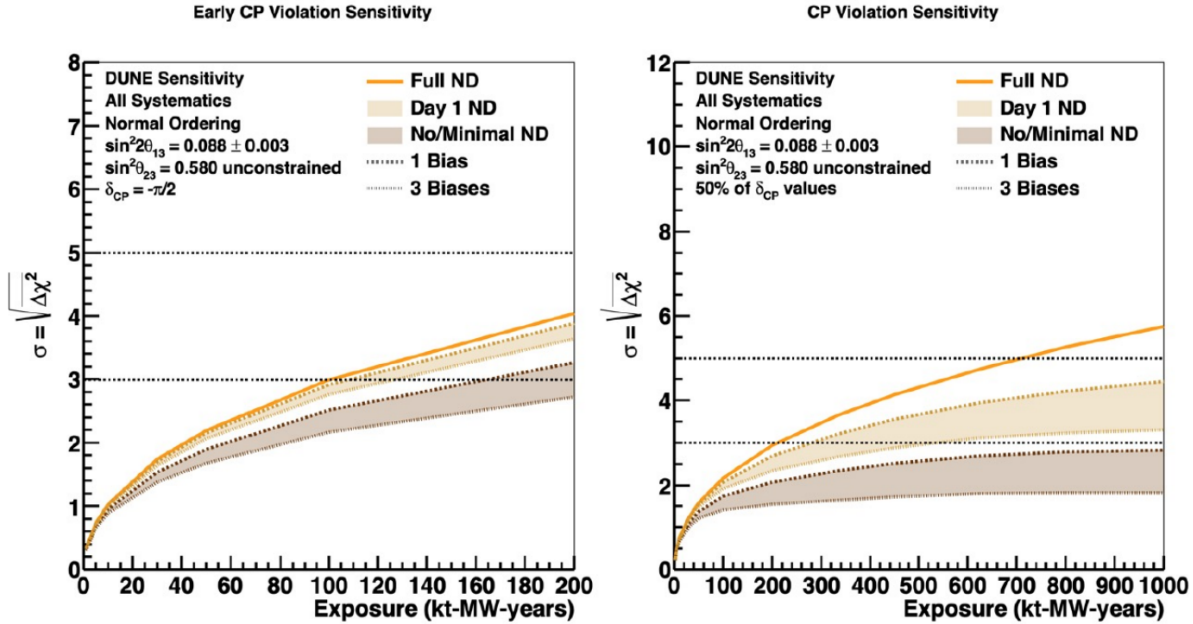 Early CP Violation Sensitivity
8
7
6
5
4
3
2
1
0
σ = √Δχ²
DUNE Sensitivity
All Systematics
Normal Ordering
sin²2θ₁₃ = 0.088 ± 0.003
sin²θ₂₃ = 0.580 unconstrained
δCP = -π/2
Full ND
Day 1 ND
No/Minimal ND
1 Bias
3 Biases
0 20 40 60 80 100 120 140 160 180 200
Exposure (kt-MW-years)
CP Violation Sensitivity
12
10
8
6
4
2
0
σ = √Δχ²
DUNE Sensitivity
All Systematics
Normal Ordering
sin²2θ₁₃ = 0.088 ± 0.003
sin²θ₂₃ = 0.580 unconstrained
50% of δCP values
Full ND
Day 1 ND
No/Minimal ND
1 Bias
3 Biases
0 100 200 300 400 500 600 700 800 900 1000
Exposure (kt-MW-years)